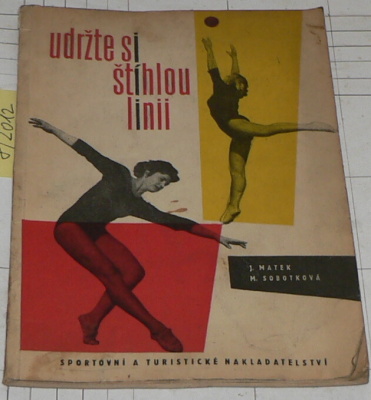 udržte si
štíhlou
linii
J. MATEK
M. SOBOTKOVÁ
SPORTOVNÍ A TURISTICKÉ NAKLADATELSTVÍ